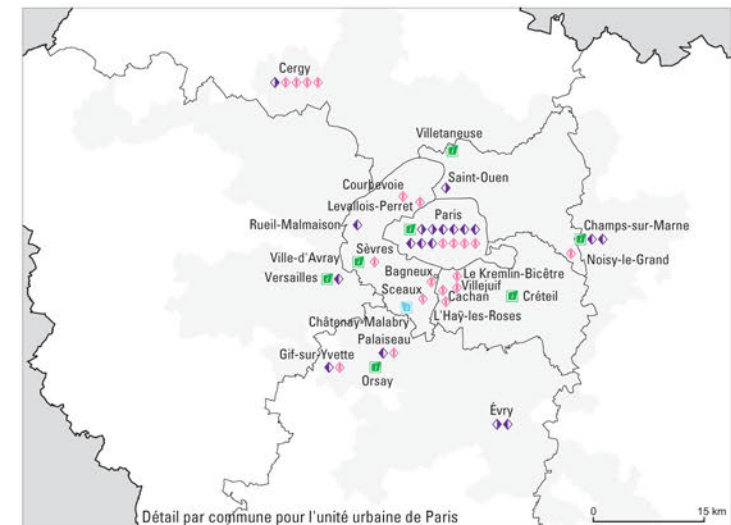 Cergy
Villetaneuse
Saint-Ouen
Courbevoie
Levallois-Perret
Paris
Rueil-Malmaison
Champs-sur-Marne
Noisy-le-Grand
Sèvres
Ville-d'Avray
Versailles
Bagneux
Le Kremlin-Bicêtre
Villejuif
Sceaux
Cachan
Créteil
L'Haÿ-les-Roses
Châtenay-Malabry
Palaiseau
Gif-sur-Yvette
Orsay
Évry
Détail par commune pour l'unité urbaine de Paris
0 15 km